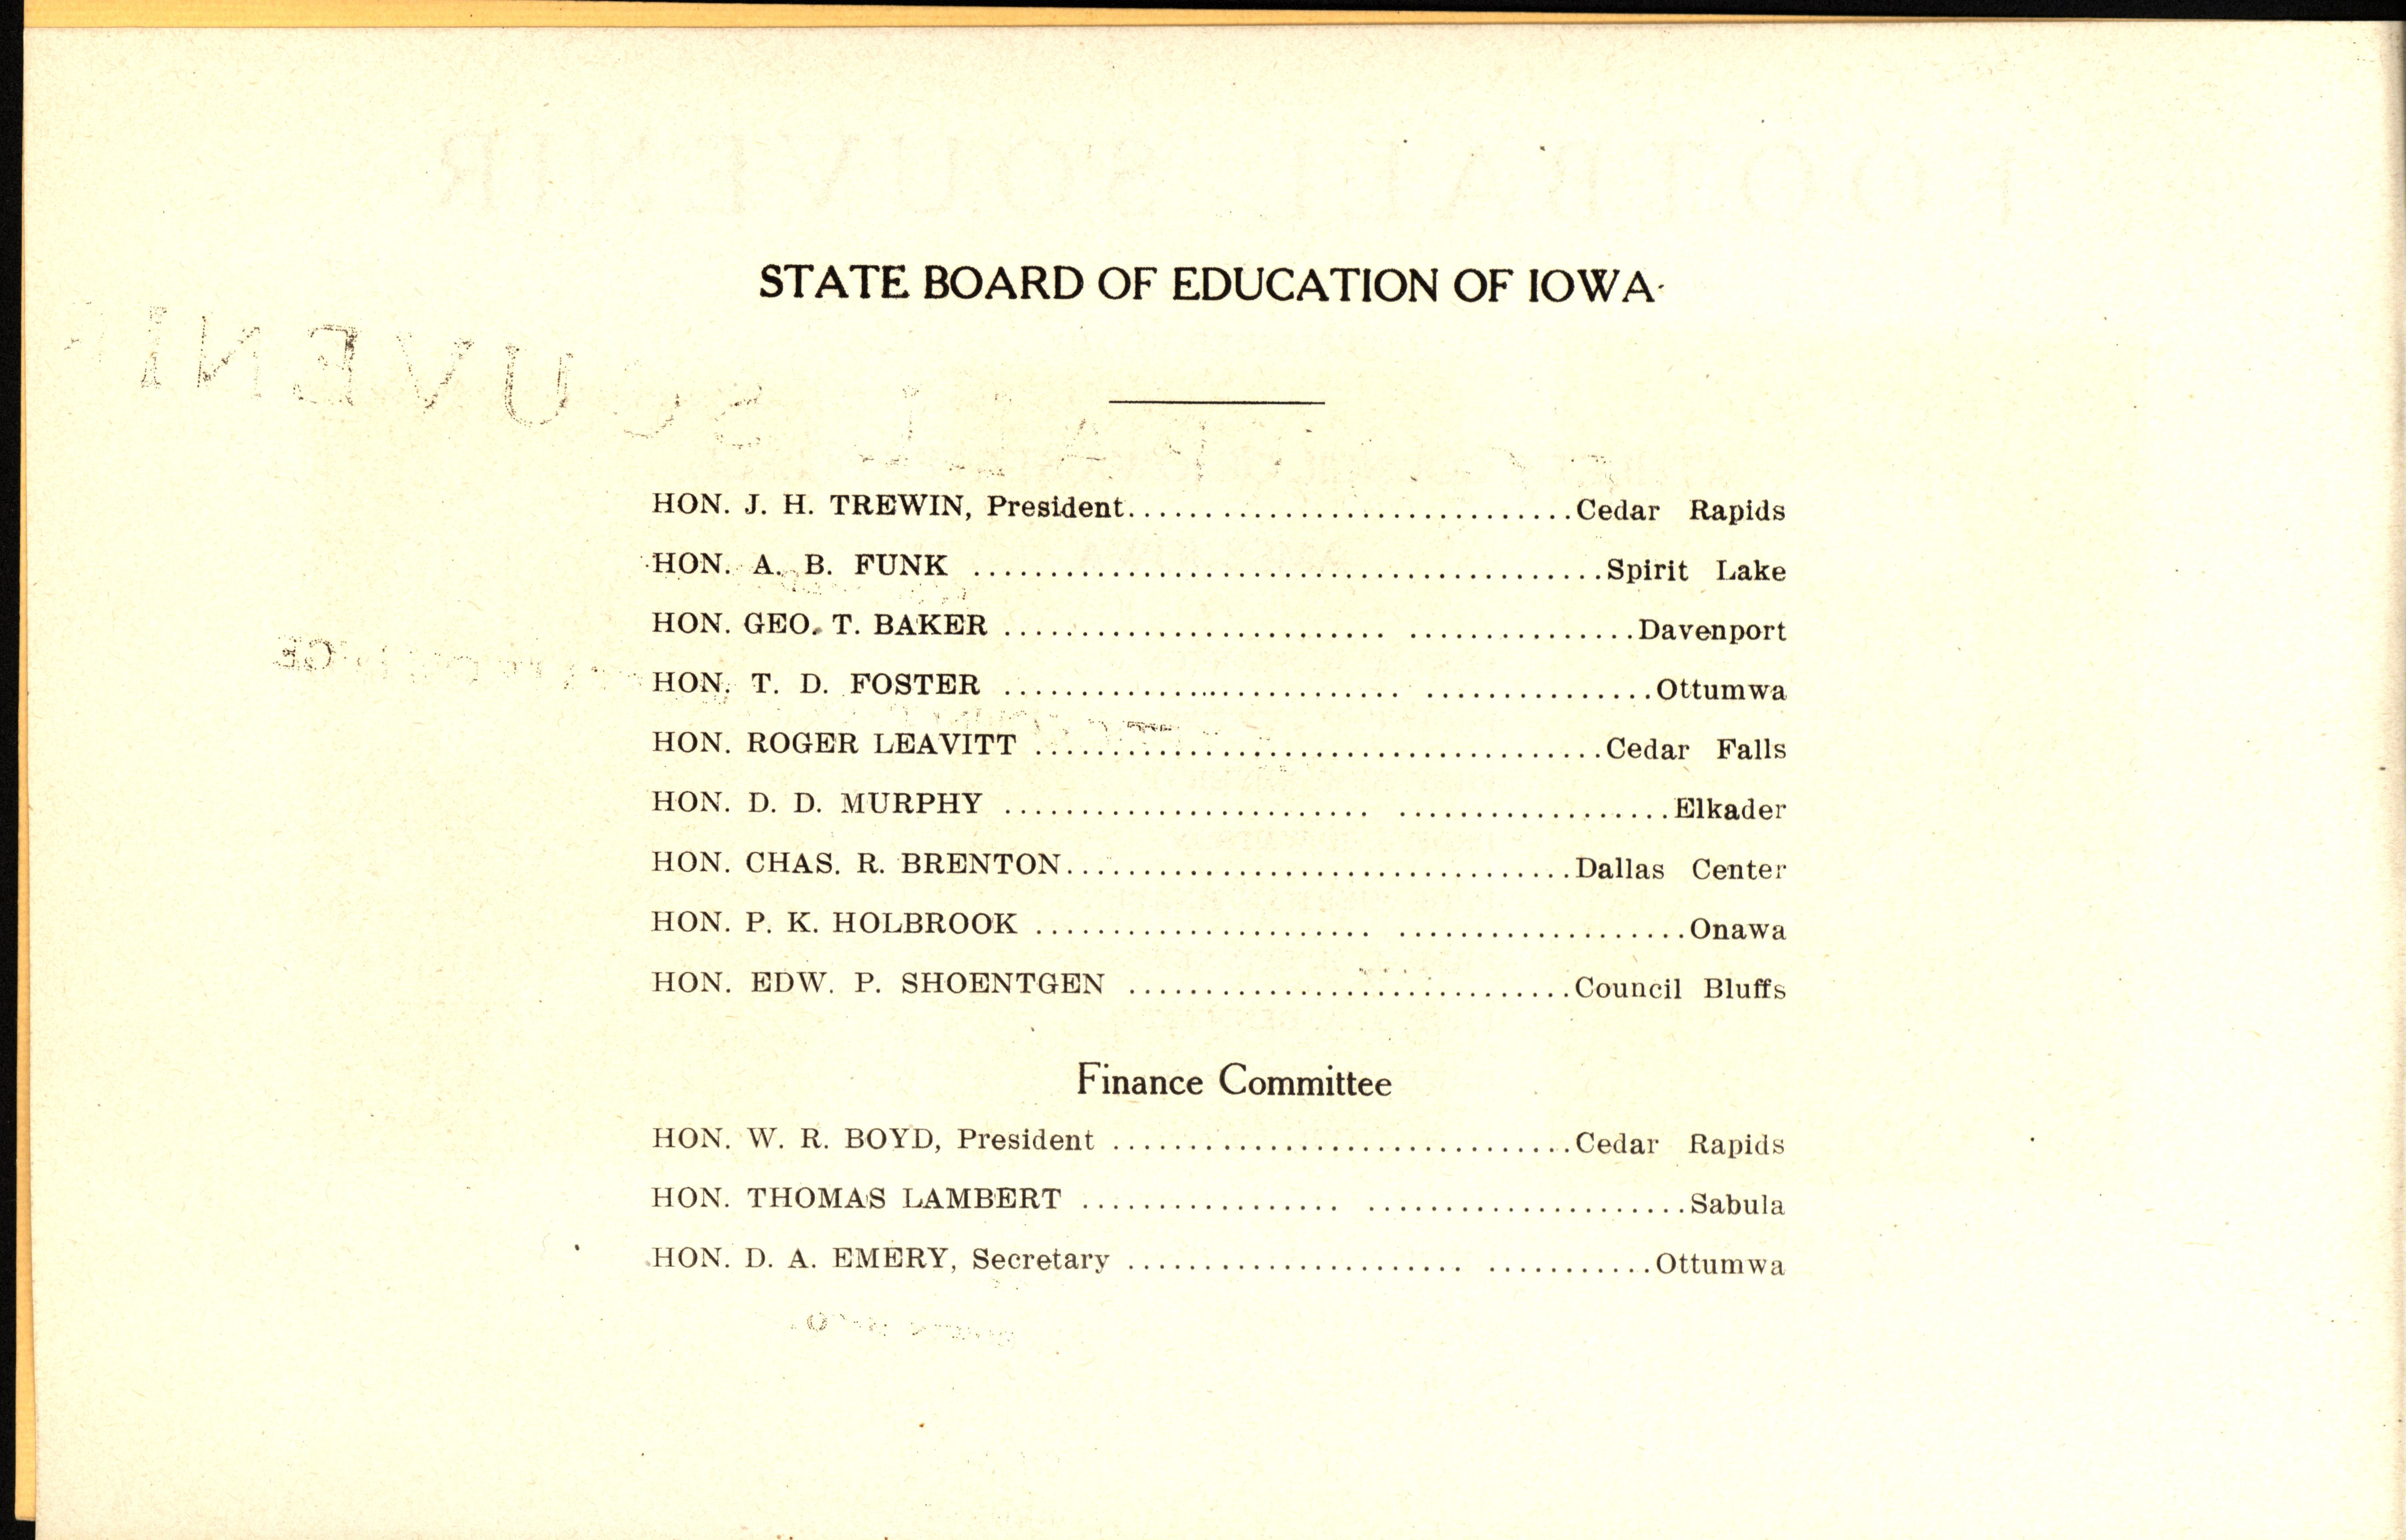 STATE BOARD OF EDUCATION OF IOWA
HON. J. H. TREWIN, President..............................Cedar Rapids
HON. A. B. FUNK ..........................................Spirit Lake
HON. GEO. T. BAKER ......................... ...............Davenport
HON. T. D. FOSTER .......................... ...............Ottumwa
HON. ROGER LEAVITT ......................................Cedar Falls
HON. D. D. MURPHY ........................ ..................Elkader
HON. CHAS. R. BRENTON..................................Dallas Center
HON. P. K. HOLBROOK ...................... ...................Onawa
HON. EDW. P. SHOENTGEN ..............................Council Bluffs
Finance Committee
HON. W. R. BOYD, President ..............................Cedar Rapids
HON. THOMAS LAMBERT ................. .....................Sabula
HON. D. A. EMERY, Secretary ...................... ...........Ottumwa